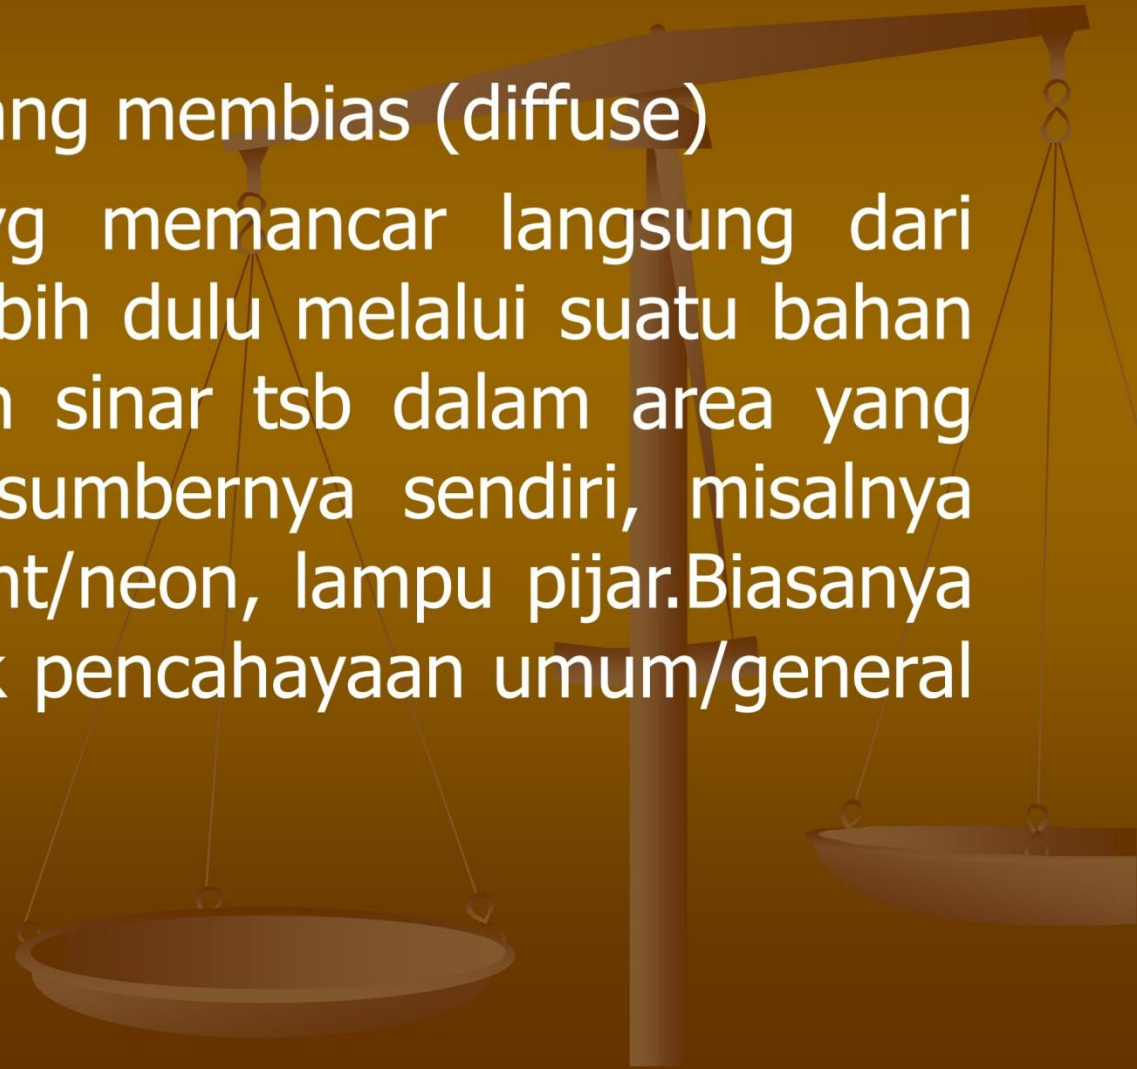 ang membias (diffuse)
yg memancar langsung dari
bih dulu melalui suatu bahan
n sinar tsb dalam area yang
sumbernya sendiri, misalnya
nt/neon, lampu pijar.Biasanya
k pencahayaan umum/general